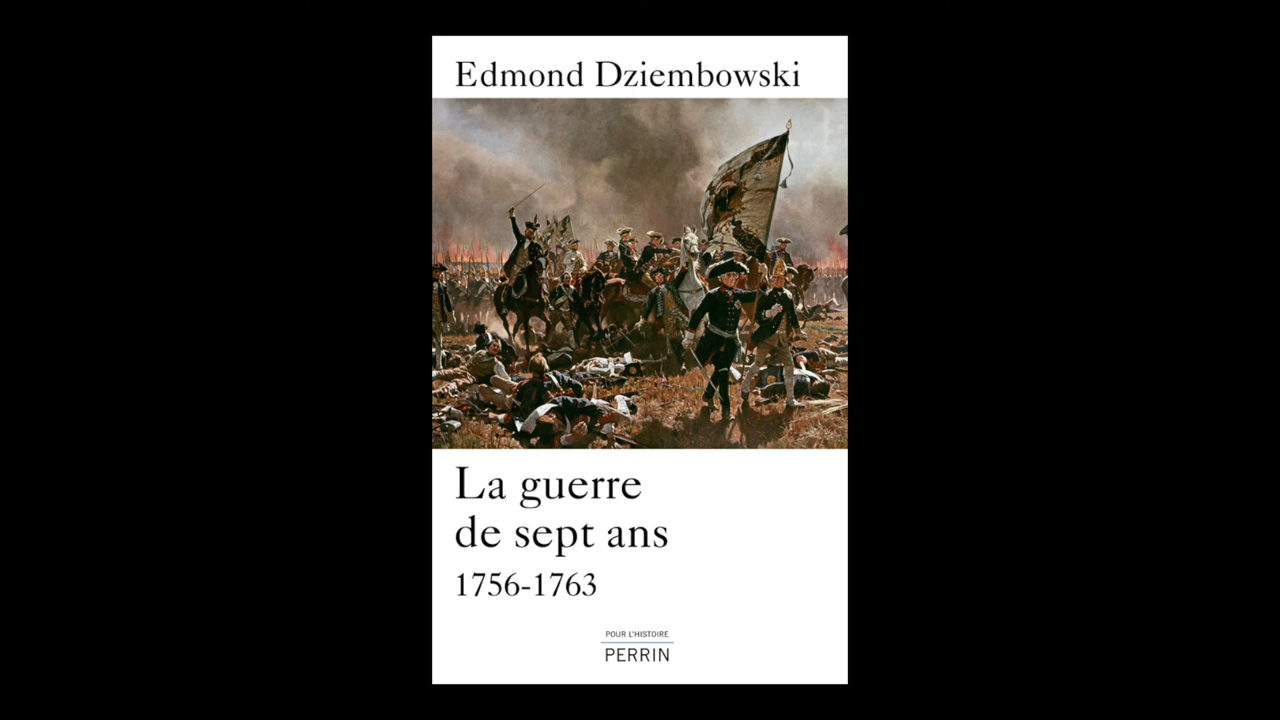 Edmond Dziembowski
La guerre
de sept ans
1756-1763
POUR L'HISTOIRE
PERRIN